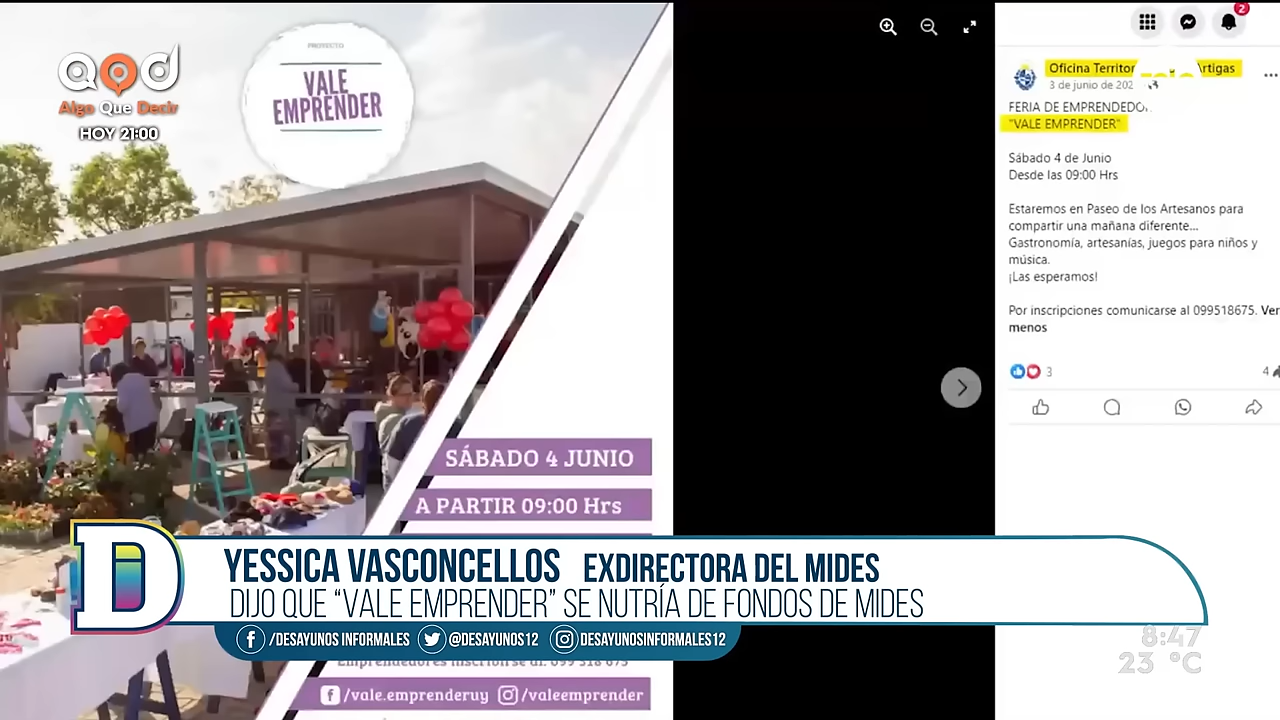 AQD
Algo Que Decir
HOY 21:00
PROYECTO
VALE
EMPRENDER
SÁBADO 4 JUNIO
A PARTIR 09:00 Hrs
/vale.emprenderuy /valeemprender
2
Oficina Territor
rtigas
3 de junio de 202
FERIA DE EMPRENDEDO
"VALE EMPRENDER"
Sábado 4 de Junio
Desde las 09:00 Hrs
Estaremos en Paseo de los Artesanos para
compartir una mañana diferente...
Gastronomía, artesanías, juegos para niños y
música.
¡Las esperamos!
Por inscripciones comunicarse al 099518675. Ver
menos
3
4
D
YESSICA VASCONCELLOS EXDIRECTORA DEL MIDES
DIJO QUE “VALE EMPRENDER” SE NUTRÍA DE FONDOS DE MIDES
/DESAYUNOS INFORMALES @DESAYUNOS12 DESAYUNOSINFORMALES12
8:47
23 °C